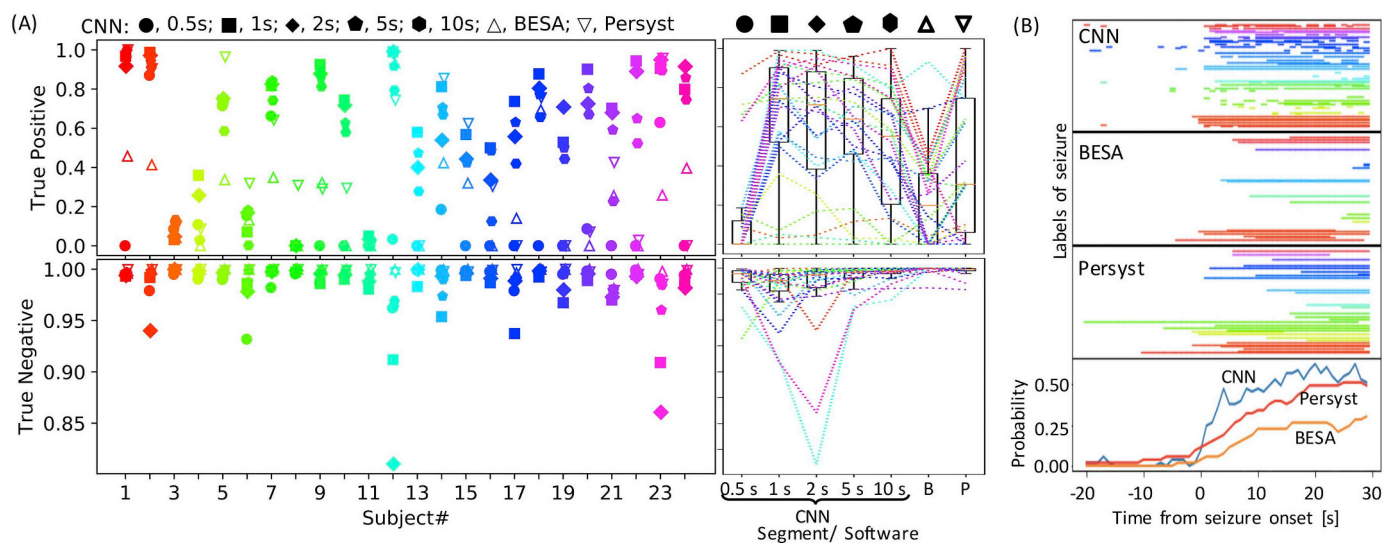 (A)
CNN: ●, 0.5s; ■, 1s; ◆, 2s; ⬟, 5s; ⬢, 10s; △, BESA; ▽, Persyst
True Positive
1.0
0.8
0.6
0.4
0.2
0.0
True Negative
1.00
0.95
0.90
0.85
1 3 5 7 9 11 13 15 17 19 21 23
Subject#
0.5 s 1 s 2 s 5 s 10 s B P
CNN
Segment/ Software
(B)
Labels of seizure
CNN
BESA
Persyst
Probability
0.50
0.25
0.00
CNN
Persyst
BESA
-20 -10 0 10 20 30
Time from seizure onset [s]